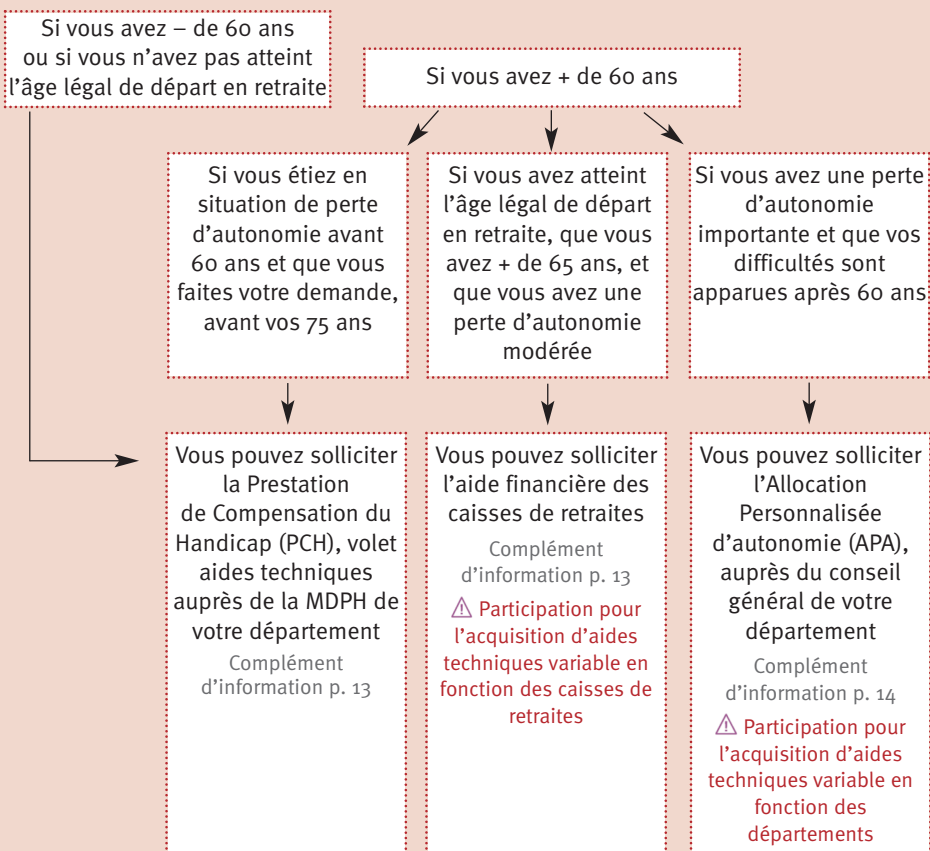 Si vous avez – de 60 ans
ou si vous n’avez pas atteint
l’âge légal de départ en retraite
Si vous avez + de 60 ans
Si vous étiez en
situation de perte
d’autonomie avant
60 ans et que vous
faites votre demande,
avant vos 75 ans
Si vous avez atteint
l’âge légal de départ
en retraite, que vous
avez + de 65 ans, et
que vous avez une
perte d’autonomie
modérée
Si vous avez une perte
d’autonomie
importante et que vos
difficultés sont
apparues après 60 ans
Vous pouvez solliciter
la Prestation
de Compensation du
Handicap (PCH), volet
aides techniques
auprès de la MDPH de
votre département
Complément
d’information p. 13
Vous pouvez solliciter
l’aide financière des
caisses de retraites
Complément
d’information p. 13
⚠ Participation pour
l’acquisition d’aides
techniques variable en
fonction des caisses de
retraites
Vous pouvez solliciter
l’Allocation
Personnalisée
d’autonomie (APA),
auprès du conseil
général de votre
département
Complément
d’information p. 14
⚠ Participation pour
l’acquisition d’aides
techniques variable en
fonction des
départements